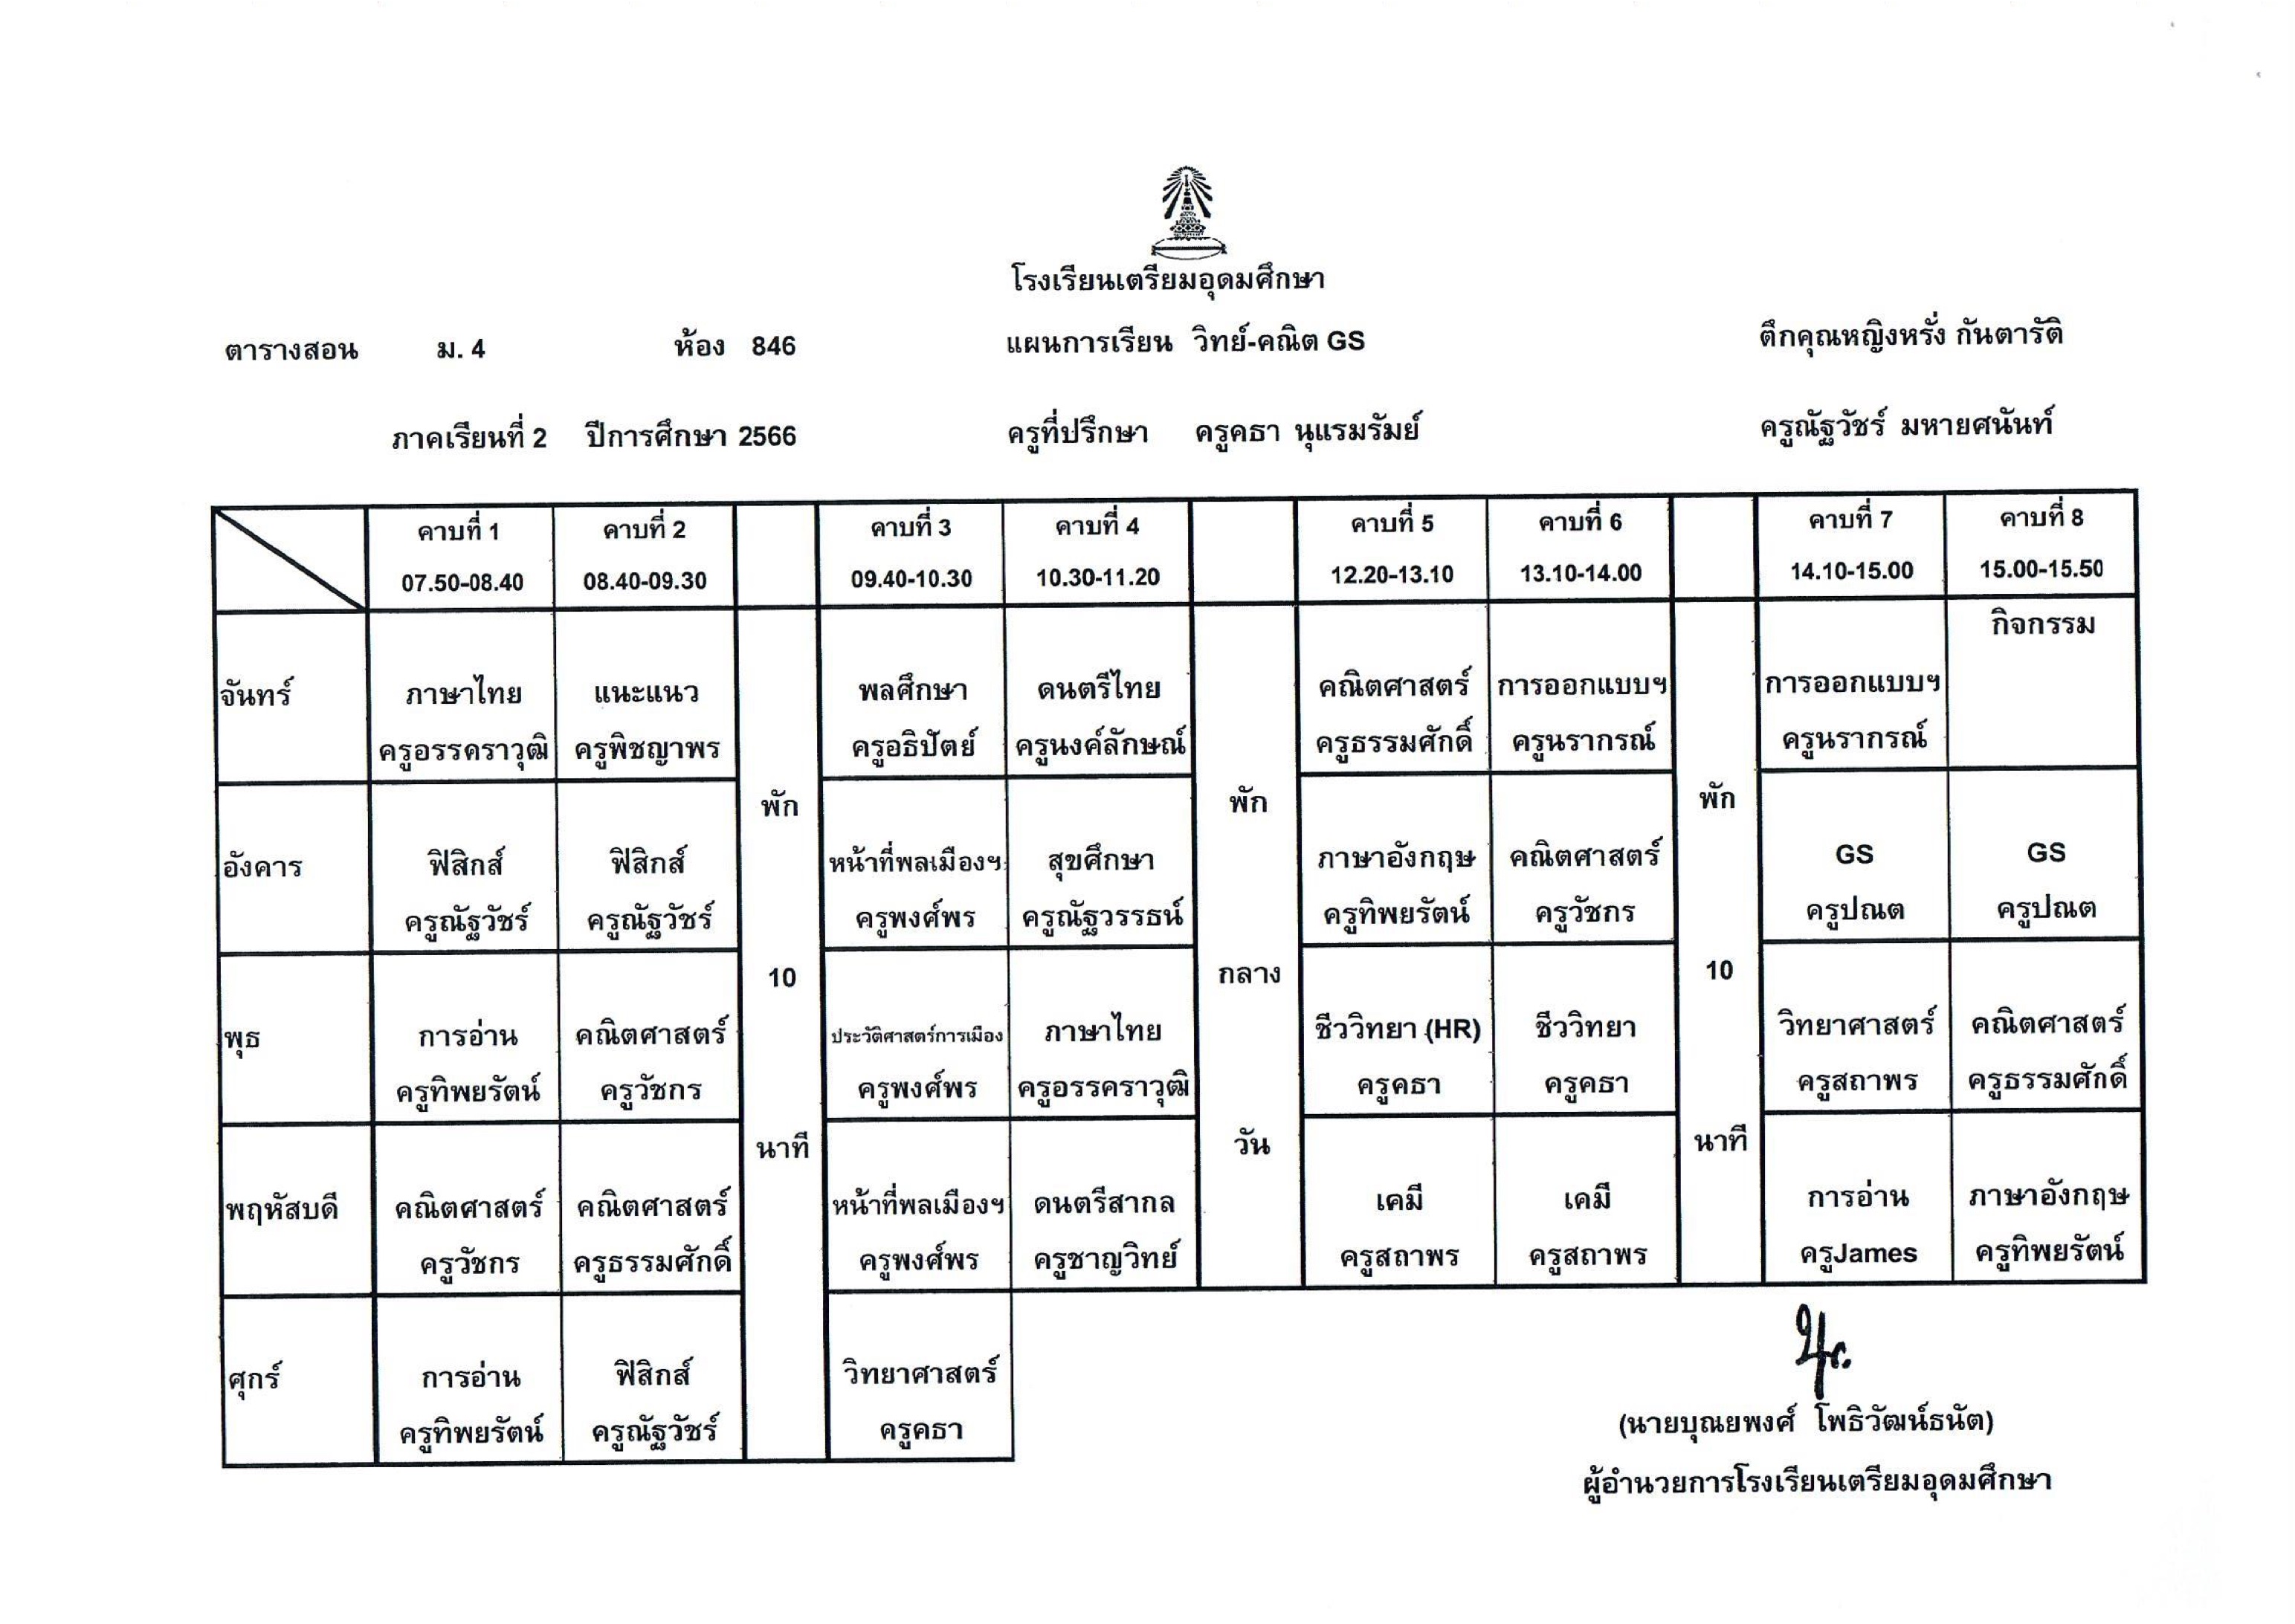 โรงเรียนเตรียมอุดมศึกษา
ตารางสอน ม. 4 ห้อง 846 แผนการเรียน วิทย์-คณิต GS ตึกคุณหญิงหรั่ง กันตารัติ
ภาคเรียนที่ 2 ปีการศึกษา 2566 ครูที่ปรึกษา ครูคธา นุแรมรัมย์ ครูณัฐวัชร์ มหายศนันท์
คาบที่ 1 คาบที่ 2 คาบที่ 3 คาบที่ 4 คาบที่ 5 คาบที่ 6 คาบที่ 7 คาบที่ 8
07.50-08.40 08.40-09.30 09.40-10.30 10.30-11.20 12.20-13.10 13.10-14.00 14.10-15.00 15.00-15.50
กิจกรรม
จันทร์ ภาษาไทย แนะแนว พลศึกษา ดนตรีไทย คณิตศาสตร์ การออกแบบฯ การออกแบบฯ
ครูอรรคราวุฒิ ครูพิชญาพร ครูอธิปัตย์ ครูนงค์ลักษณ์ ครูธรรมศักดิ์ ครูนรากรณ์ ครูนรากรณ์
พัก พัก พัก
อังคาร ฟิสิกส์ ฟิสิกส์ หน้าที่พลเมืองฯ สุขศึกษา ภาษาอังกฤษ คณิตศาสตร์ GS GS
ครูณัฐวัชร์ ครูณัฐวัชร์ ครูพงศ์พร ครูณัฐวรรธน์ ครูทิพยรัตน์ ครูวัชกร ครูปณต ครูปณต
10 กลาง 10
พุธ การอ่าน คณิตศาสตร์ ประวัติศาสตร์การเมือง ภาษาไทย ชีววิทยา (HR) ชีววิทยา วิทยาศาสตร์ คณิตศาสตร์
ครูทิพยรัตน์ ครูวัชกร ครูพงศ์พร ครูอรรคราวุฒิ ครูคธา ครูคธา ครูสถาพร ครูธรรมศักดิ์
นาที วัน นาที
พฤหัสบดี คณิตศาสตร์ คณิตศาสตร์ หน้าที่พลเมืองฯ ดนตรีสากล เคมี เคมี การอ่าน ภาษาอังกฤษ
ครูวัชกร ครูธรรมศักดิ์ ครูพงศ์พร ครูชาญวิทย์ ครูสถาพร ครูสถาพร ครูJames ครูทิพยรัตน์
ศุกร์ การอ่าน ฟิสิกส์ วิทยาศาสตร์
ครูทิพยรัตน์ ครูณัฐวัชร์ ครูคธา
(นายบุณยพงศ์ โพธิวัฒน์ธนัต)
ผู้อำนวยการโรงเรียนเตรียมอุดมศึกษา